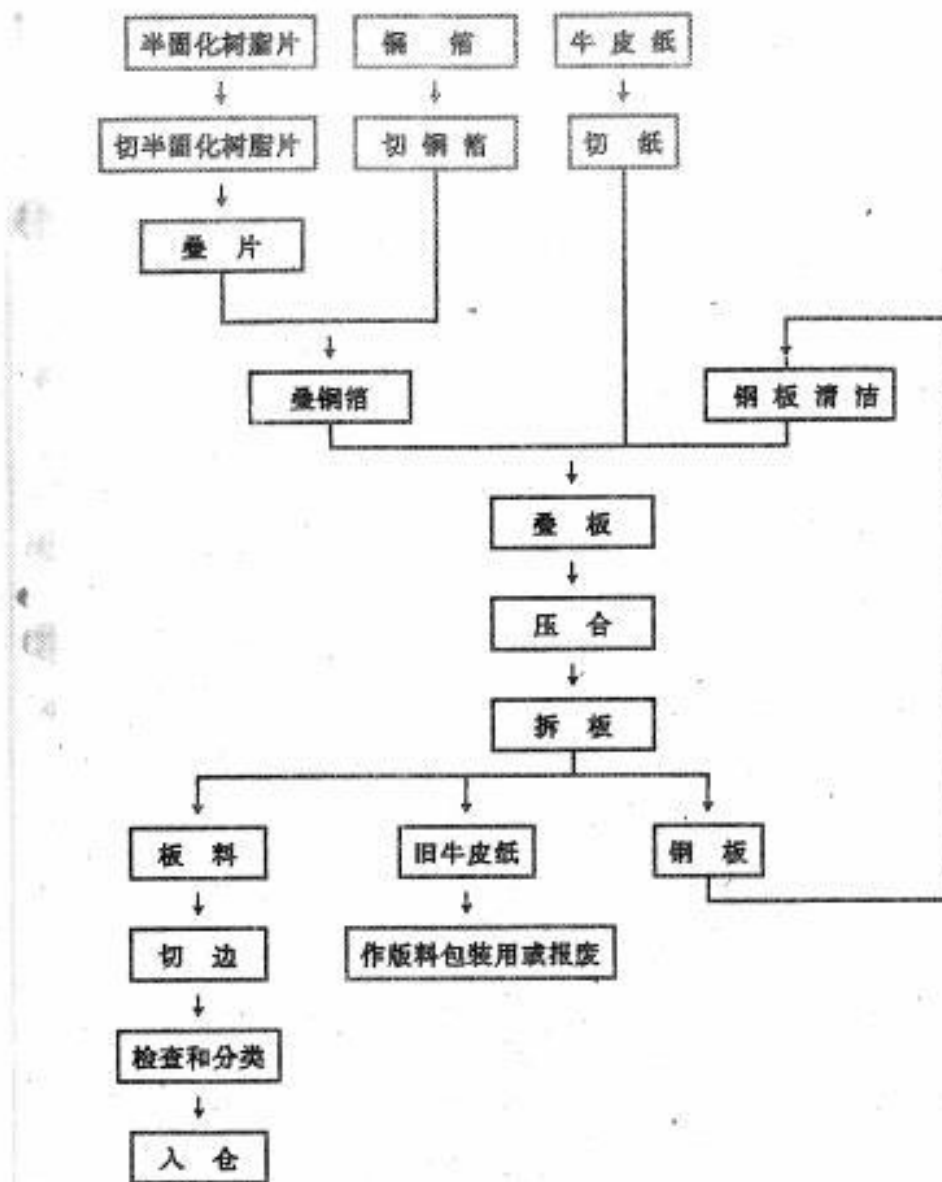 半固化树脂片
铜 箔
牛皮纸
切半固化树脂片
切铜箔
切 纸
叠 片
叠铜箔
钢板清洁
叠 板
压 合
拆 板
板 料
旧牛皮纸
钢 板
切 边
作版料包装用或报废
检查和分类
入 仓